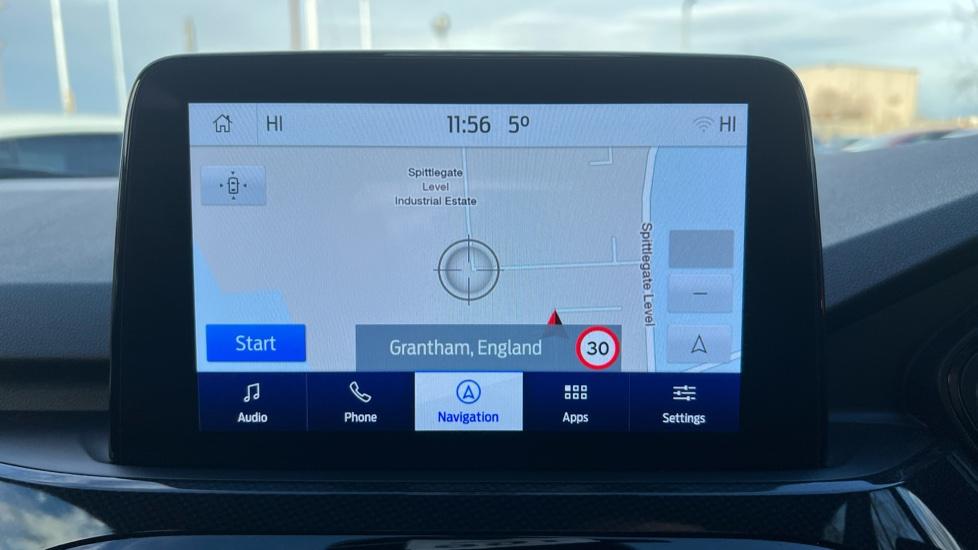 HI 11:56 5° HI
Spittlegate
Level
Industrial Estate
Spittlegate Level
Start
Grantham, England 30
Audio Phone Navigation Apps Settings